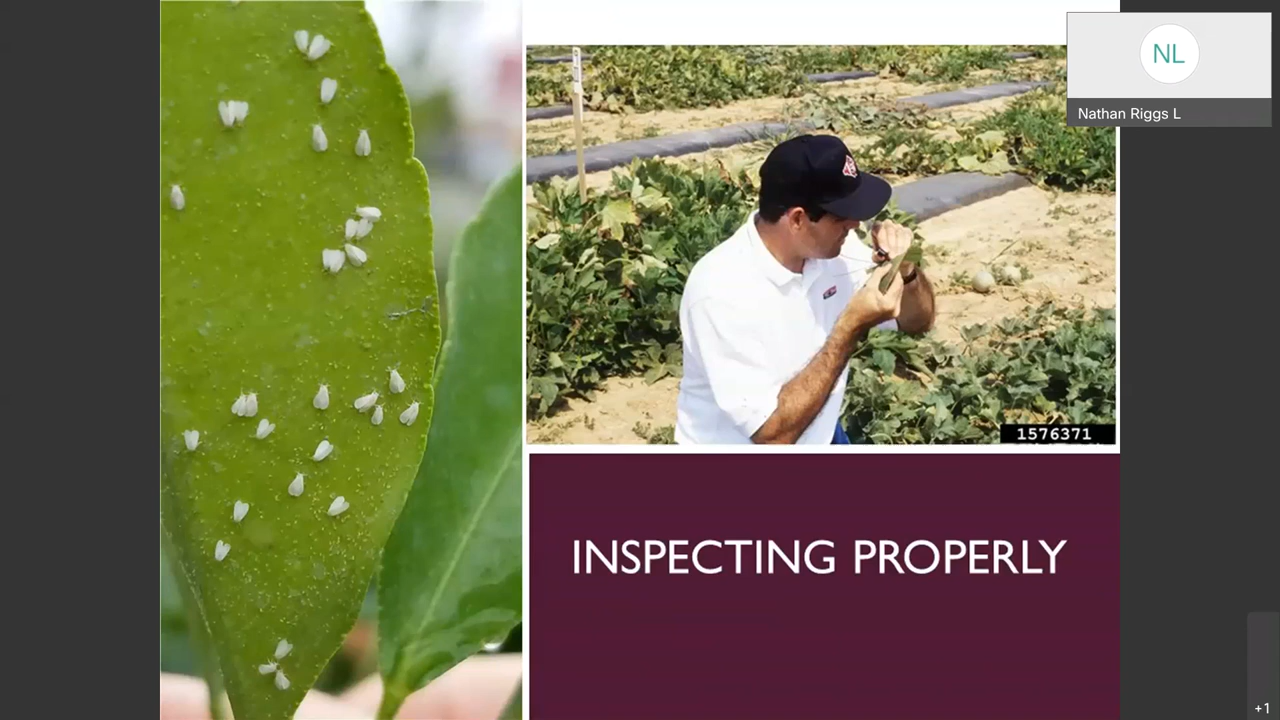 NL
Nathan Riggs L
1576371
INSPECTING PROPERLY
+1